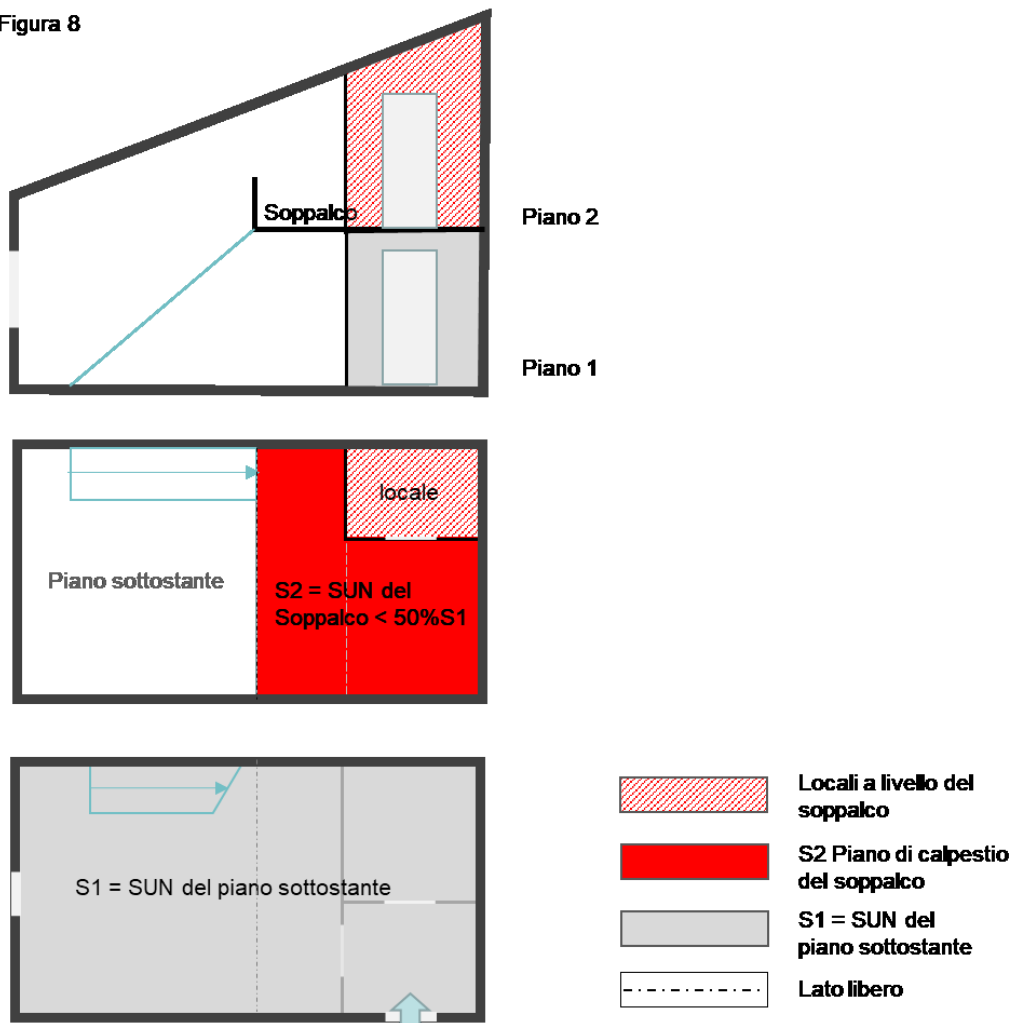 Figura 8
Soppalco
Piano 2
Piano 1
locale
Piano sottostante
S2 = SUN del
Soppalco < 50%S1
S1 = SUN del piano sottostante
Locali a livello del
soppalco
S2 Piano di calpestio
del soppalco
S1 = SUN del
piano sottostante
Lato libero